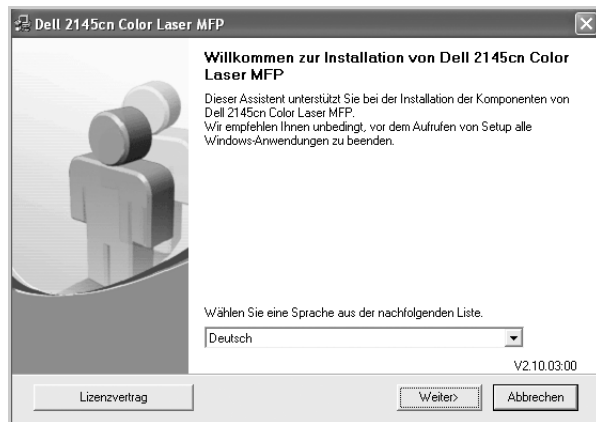 Dell 2145cn Color Laser MFP
Willkommen zur Installation von Dell 2145cn Color
Laser MFP
Dieser Assistent unterstützt Sie bei der Installation der Komponenten von
Dell 2145cn Color Laser MFP.
Wir empfehlen Ihnen unbedingt, vor dem Aufrufen von Setup alle
Windows-Anwendungen zu beenden.
Wählen Sie eine Sprache aus der nachfolgenden Liste.
Deutsch
V2.10.03:00
Lizenzvertrag
Weiter>
Abbrechen